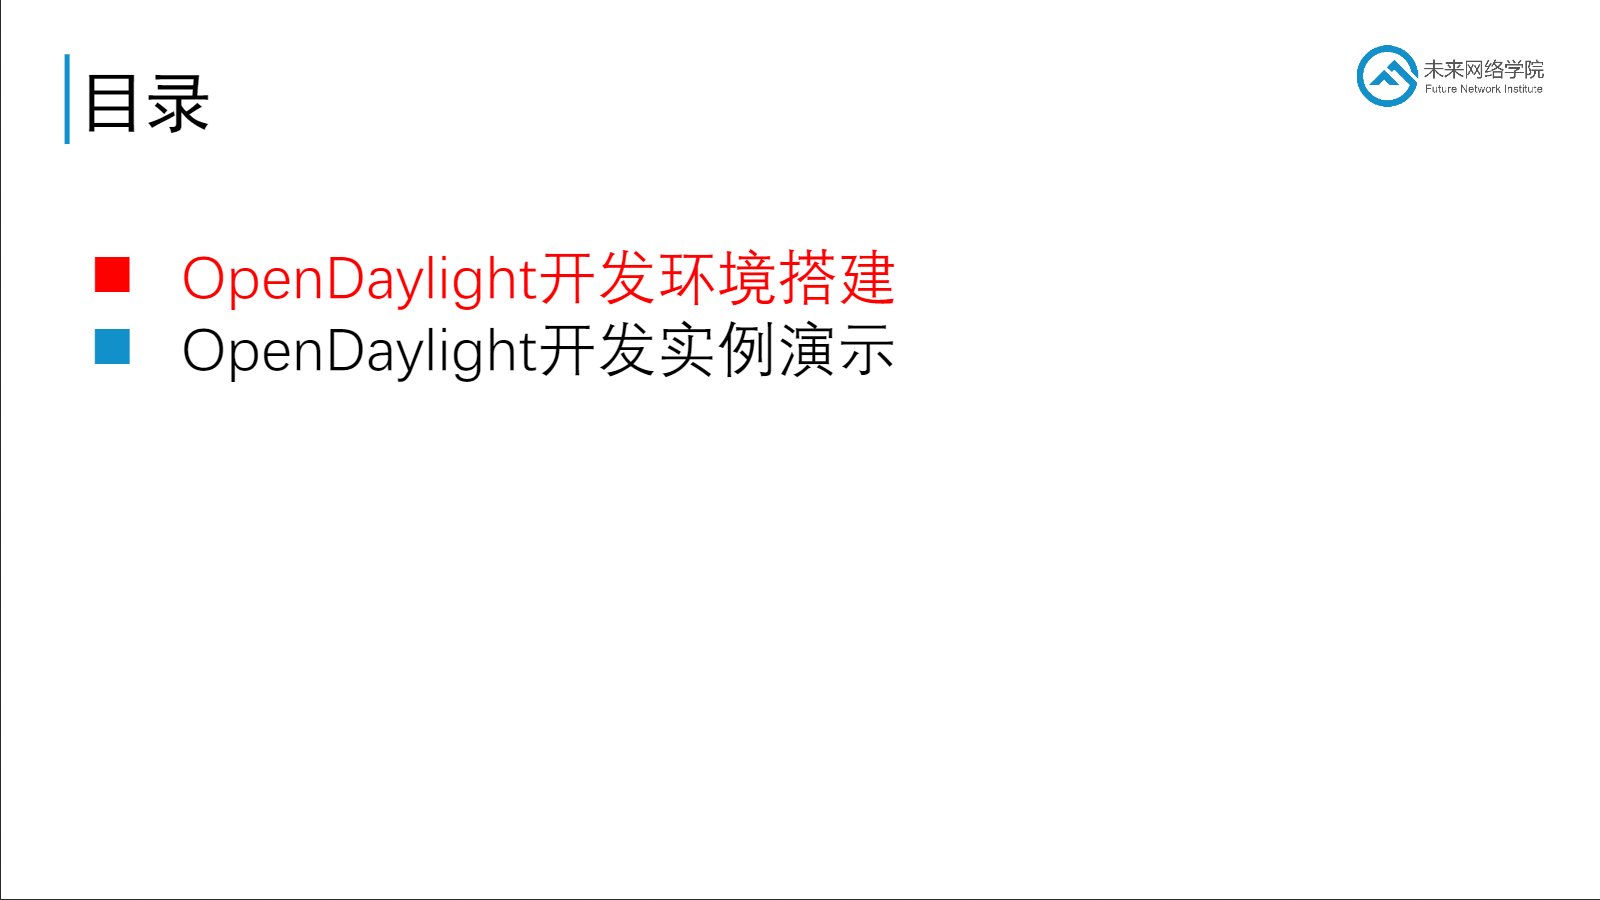 目录
未来网络学院
Future Network Institute
OpenDaylight开发环境搭建
OpenDaylight开发实例演示